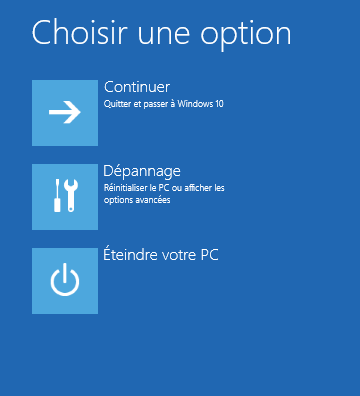 Choisir une option
Continuer
Quitter et passer à Windows 10
Dépannage
Réinitialiser le PC ou afficher les
options avancées
Éteindre votre PC